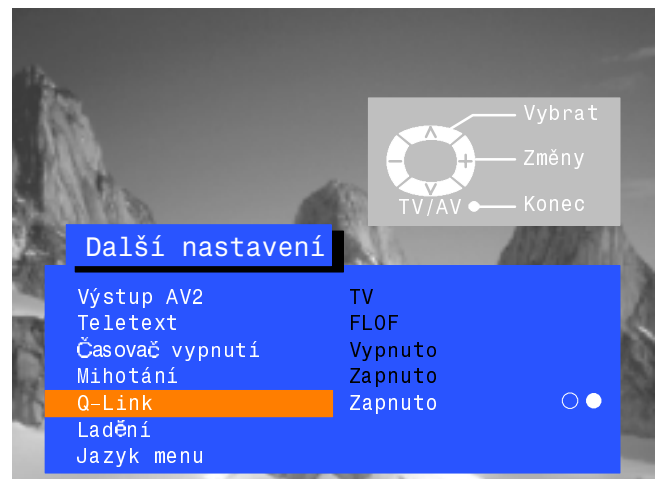 Vybrat
Změny
TV/AV Konec
Další nastavení
Výstup AV2 TV
Teletext FLOF
Časovač vypnutí Vypnuto
Mihotání Zapnuto
Q-Link Zapnuto
Ladění
Jazyk menu